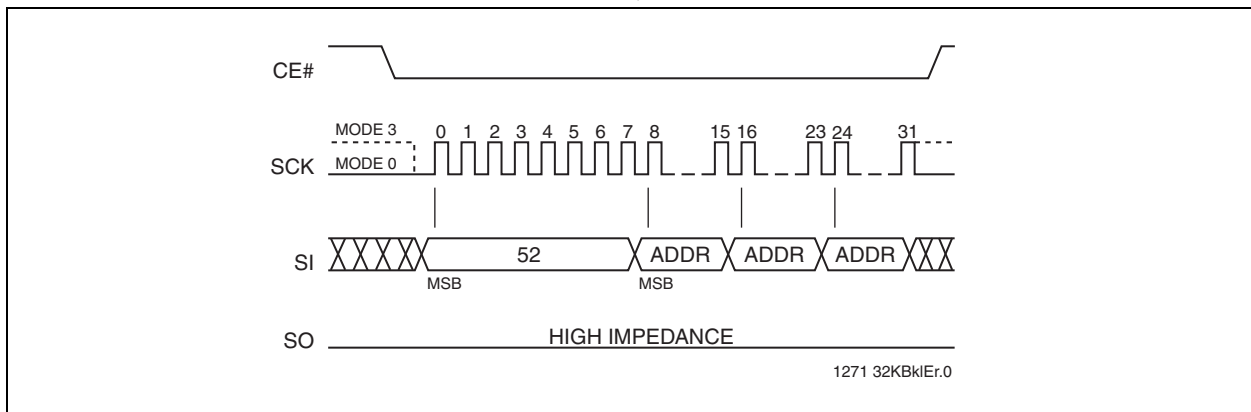 CE#
MODE 3
0 1 2 3 4 5 6 7 8 15 16 23 24 31
SCK
MODE 0
SI
52
ADDR
ADDR
ADDR
MSB
MSB
SO
HIGH IMPEDANCE
1271 32KBklEr.0